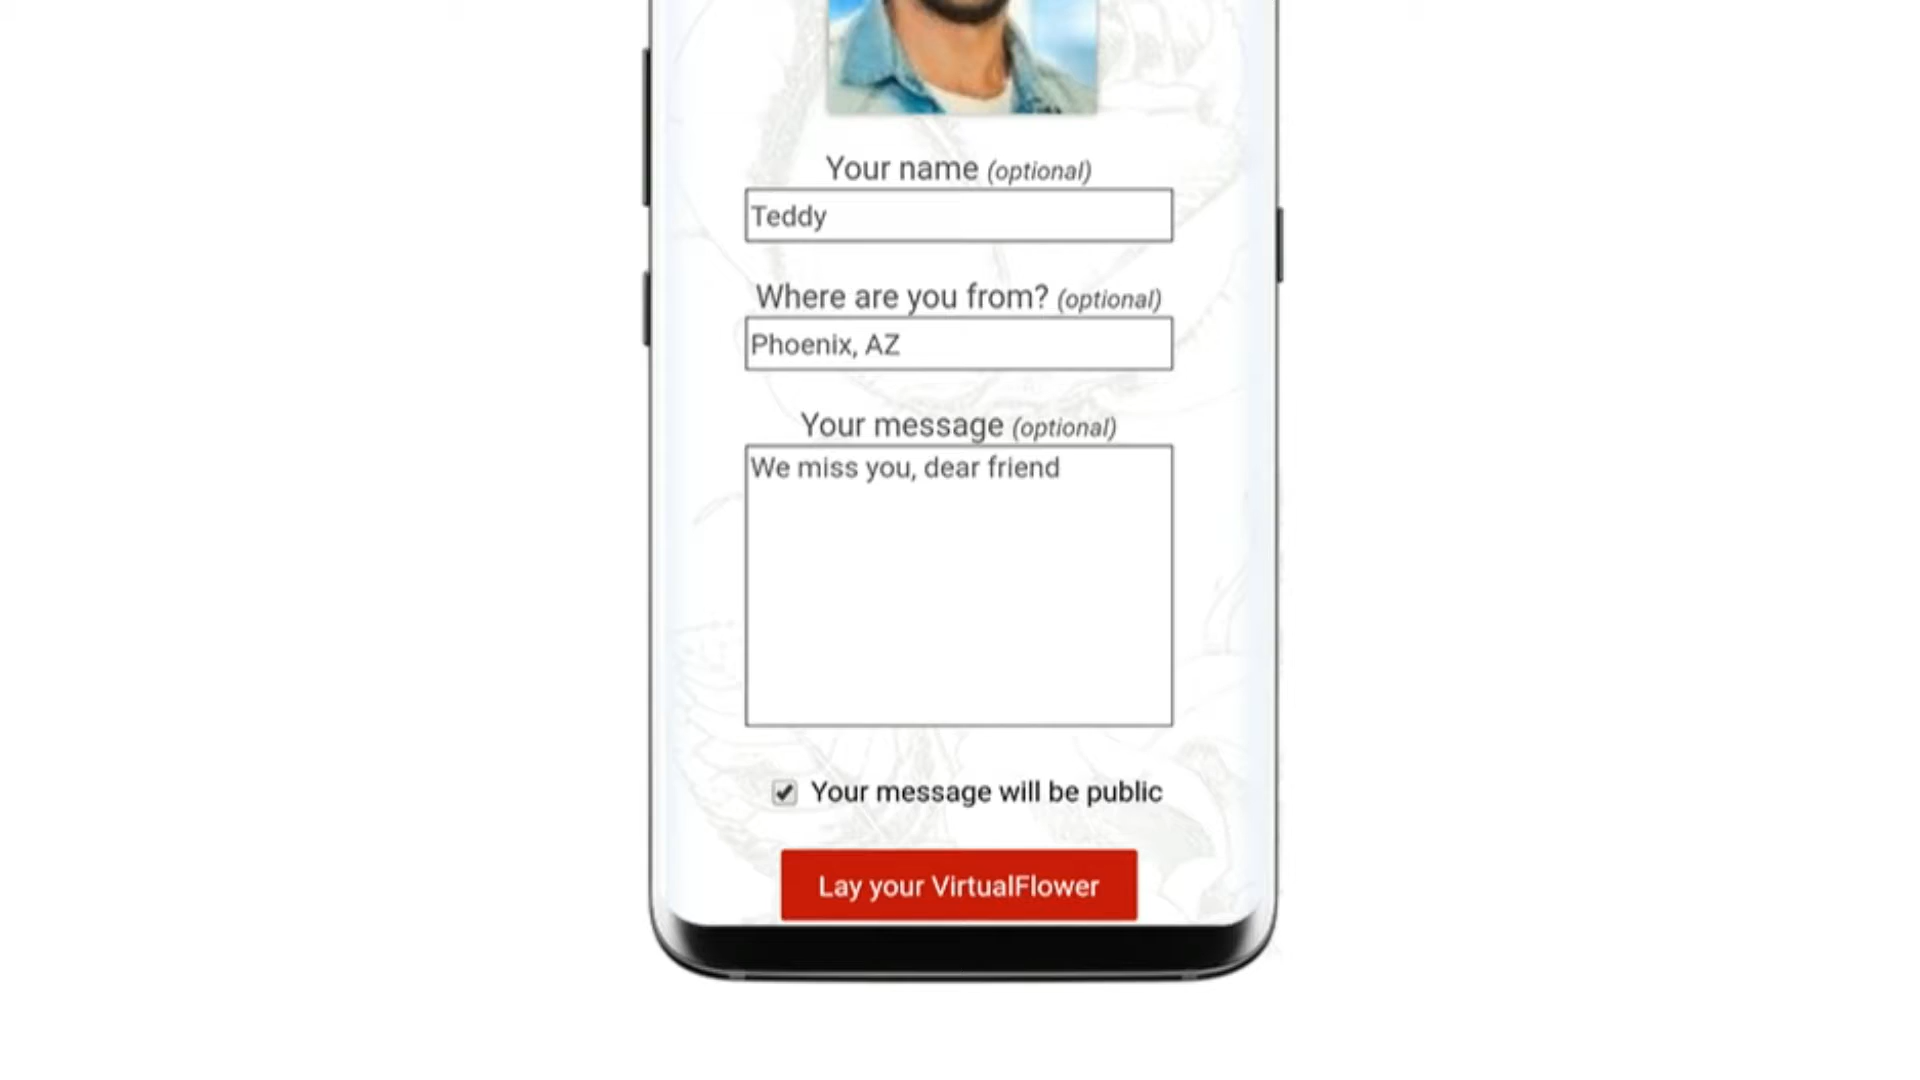 Your name (optional)
Teddy
Where are you from? (optional)
Phoenix, AZ
Your message (optional)
We miss you, dear friend
Your message will be public
Lay your VirtualFlower